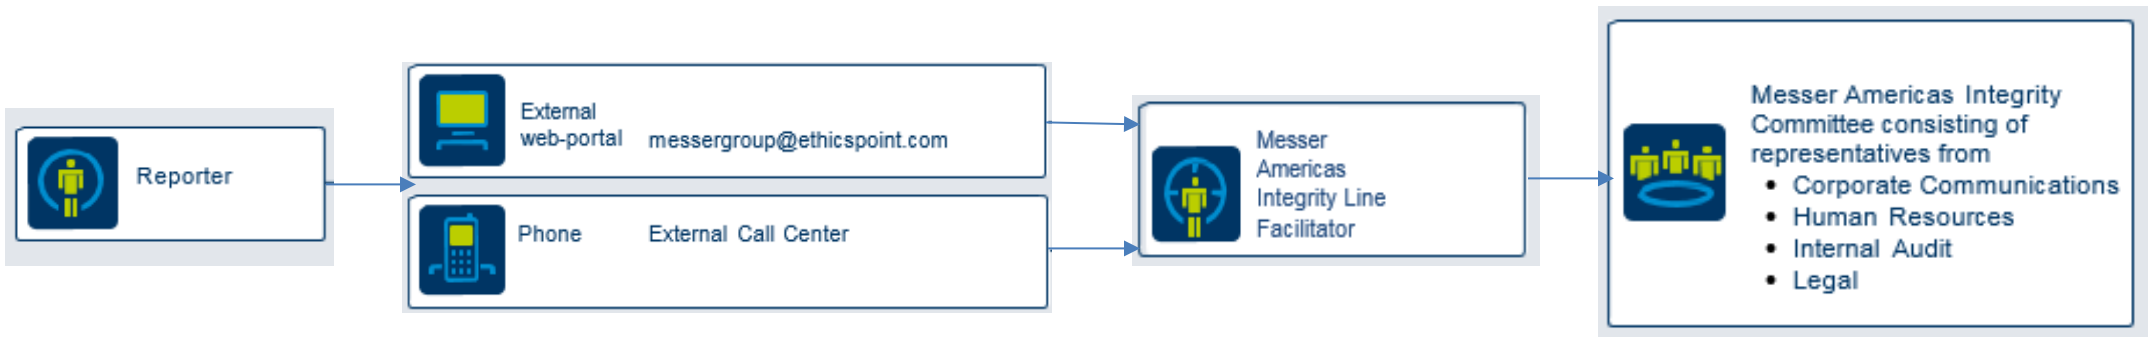 Reporter
External
web-portal messergroup@ethicspoint.com
Phone External Call Center
Messer
Americas
Integrity Line
Facilitator
Messer Americas Integrity
Committee consisting of
representatives from
• Corporate Communications
• Human Resources
• Internal Audit
• Legal